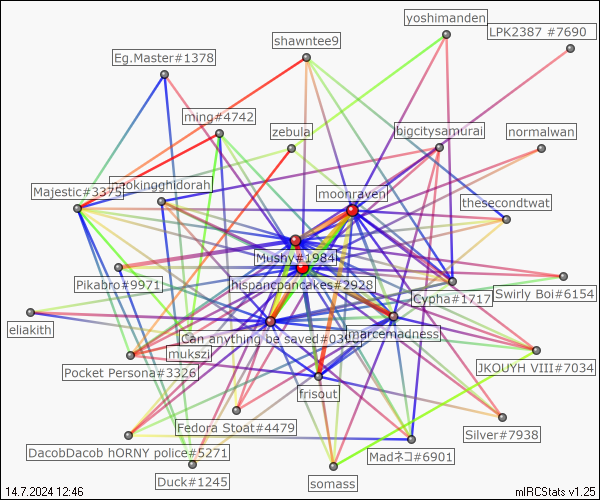 yoshimanden
LPK2387 #7690
shawntee9
Eg.Master#1378
ming#4742
zebula
bigcitysamurai
normalwan
Majestic#3375
moonraven
thesecondtwat
Mushy#1984
Pikabro#9971
hispancpancakes#2928
Cypha#1717
Swirly Boi#6154
eliakith
Can anything be saved#03
marcemadness
mukszi
Pocket Persona#3326
JKOUYH VIII#7034
frisout
Fedora Stoat#4479
Silver#7938
DacobDacob hORNY police#5271
Madネコ#6901
Duck#1245
somass
14.7.2024 12:46
mIRCStats v1.25